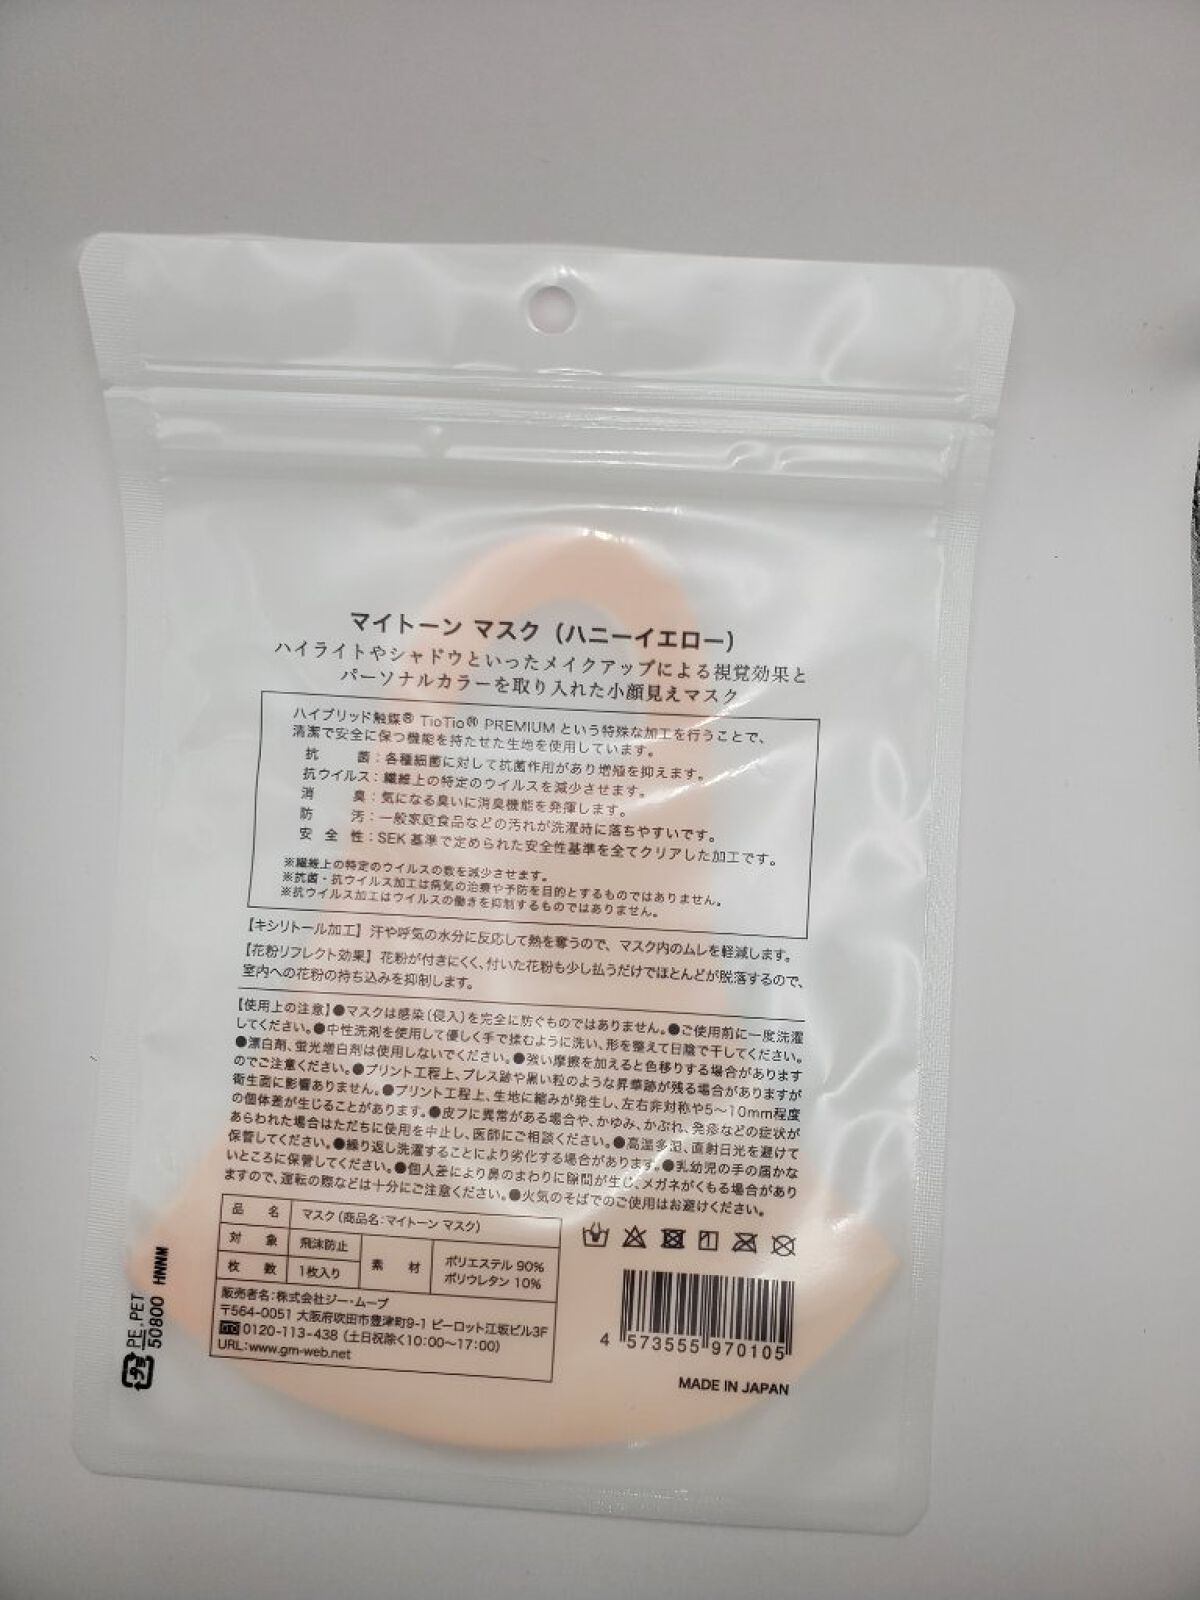 マイトーン マスク（ハニーイエロー）
ハイライトやシャドウといったメイクアップによる視覚効果と
パーソナルカラーを取り入れた小顔見えマスク
ハイブリッド触媒® TioTio® PREMIUM という特殊な加工を行うことで、
清潔で安全に保つ機能を持たせた生地を使用しています。
抗菌：各種細菌に対して抗菌作用があり増殖を抑えます。
抗ウイルス：繊維上の特定のウイルスを減少させます。
消臭：気になる臭いに消臭機能を発揮します。
防汚：一般家庭食品などの汚れが洗濯時に落ちやすいです。
安全性：SEK 基準で定められた安全性基準を全てクリアした加工です。
※繊維上の特定のウイルスの数を減少させます。
※抗菌・抗ウイルス加工は病気の治療や予防を目的とするものではありません。
※抗ウイルス加工はウイルスの働きを抑制するものではありません。
【キシリトール加工】汗や呼気の水分に反応して熱を奪うので、マスク内のムレを軽減します。
【花粉リフレクト効果】花粉が付きにくく、付いた花粉も少し払うだけでほとんどが脱落するので、
室内への花粉の持ち込みを抑制します。
【使用上の注意】●マスクは感染（侵入）を完全に防ぐものではありません。●ご使用前に一度洗濯
してください。●中性洗剤を使用して優しく手で揉むように洗い、形を整えて日陰で干してください。
●漂白剤、蛍光増白剤は使用しないでください。●強い摩擦を加えると色移りする場合があります
のでご注意ください。●プリント工程上、プレス跡や黒い粒のような昇華跡が残る場合がありますが
衛生面に影響ありません。●プリント工程上、生地に縮みが発生し、左右非対称や5～10mm程度
の個体差が生じることがあります。●皮フに異常がある場合や、かゆみ、かぶれ、発疹などの症状が
あらわれた場合はただちに使用を中止し、医師にご相談ください。●高温多湿、直射日光を避けて
保管してください。●繰り返し洗濯することにより劣化する場合があります。●乳幼児の手の届かな
いところに保管してください。●個人差により鼻のまわりに隙間が生じ、メガネがくもる場合があり
ますので、運転の際などは十分にご注意ください。●火気のそばでのご使用はお避けください。
品名 マスク（商品名：マイトーン マスク）
対象 飛沫防止 素材 ポリエステル 90%
枚数 1枚入り ポリウレタン 10%
販売者名：株式会社ジー・ムーブ
〒564-0051 大阪府吹田市豊津町9-1 ビーロット江坂ビル3F
0120-113-438（土日祝除く10：00～17：00）
URL：www.gm-web.net
4 573555 970105
MADE IN JAPAN
プラ PE,PET
50800 HNNM